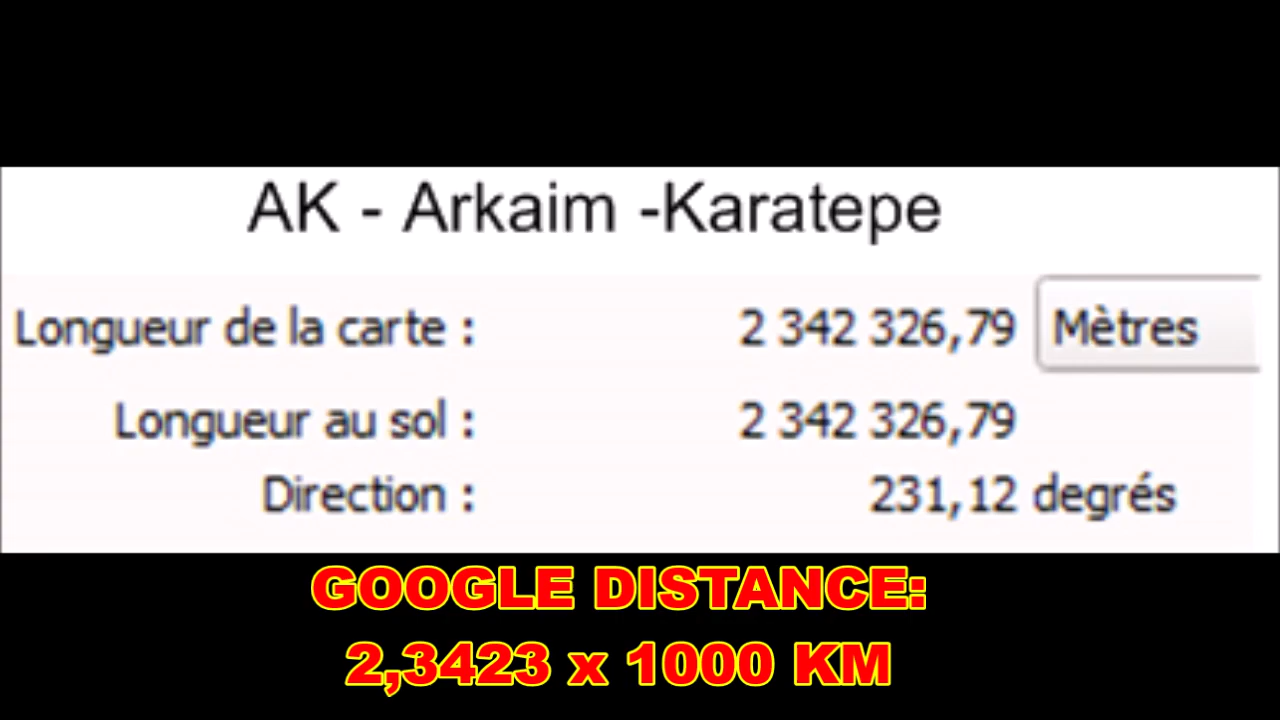 AK - Arkaim -Karatepe
Longueur de la carte : 2 342 326,79 Mètres
Longueur au sol : 2 342 326,79
Direction : 231,12 degrés
GOOGLE DISTANCE:
2,3423 x 1000 KM